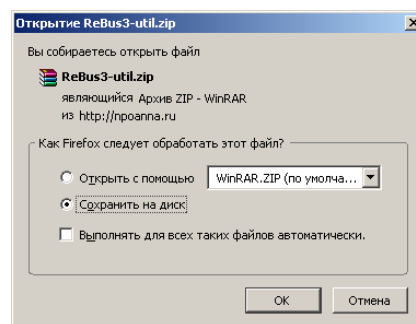 Открытие ReBus3-util.zip
Вы собираетесь открыть файл
ReBus3-util.zip
являющийся Архив ZIP - WinRAR
из http://npoanna.ru
Как Firefox следует обработать этот файл?
Открыть с помощью WinRAR.ZIP (по умолча...
Сохранить на диск
Выполнять для всех таких файлов автоматически.
OK Отмена